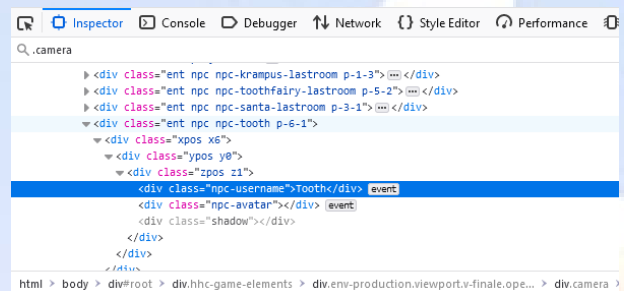 Inspector Console Debugger Network {} Style Editor Performance
.camera
<div class="ent npc npc-krampus-lastroom p-1-3">⋯</div>
<div class="ent npc npc-toothfairy-lastroom p-5-2">⋯</div>
<div class="ent npc npc-santa-lastroom p-3-1">⋯</div>
<div class="ent npc npc-tooth p-6-1">
<div class="xpos x6">
<div class="ypos y0">
<div class="zpos z1">
<div class="npc-username">Tooth</div> event
<div class="npc-avatar"></div> event
<div class="shadow"></div>
</div>
</div>
</div>
html > body > div#root > div.hhc-game-elements > div.env-production.viewport.v-finale.ope... > div.camera